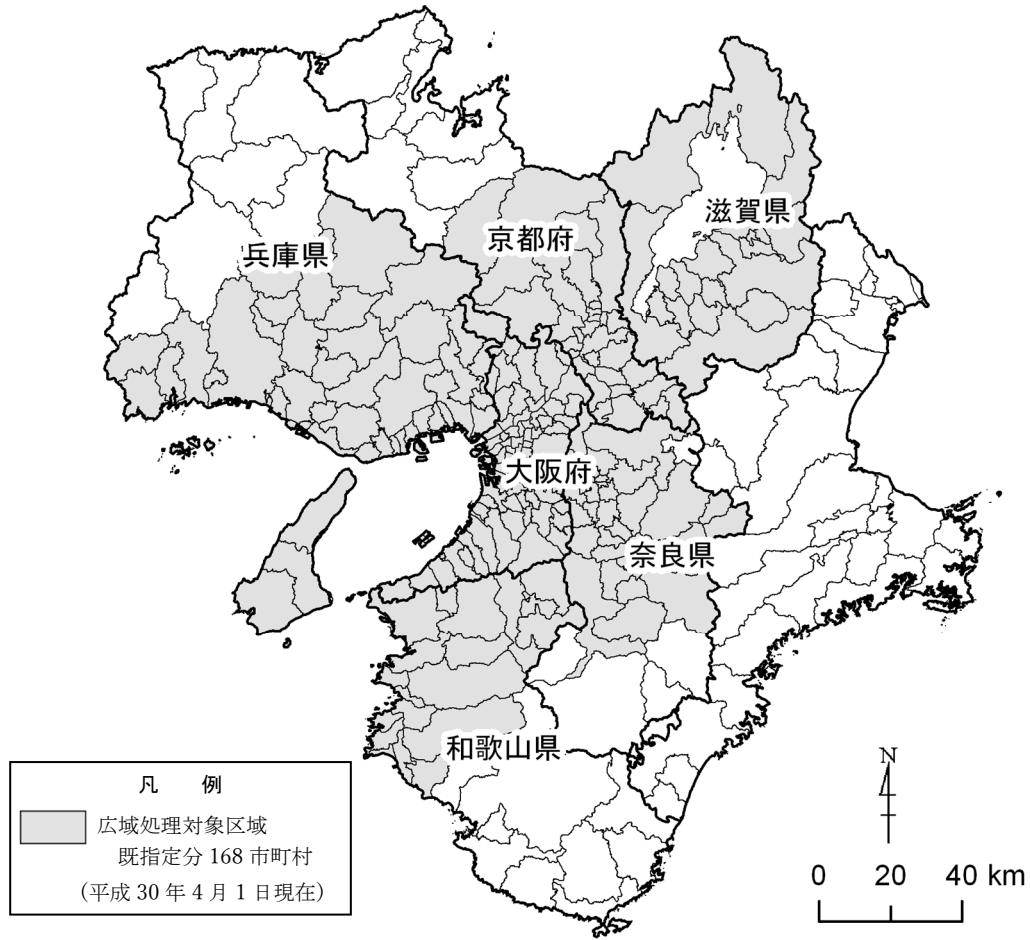 滋賀県
京都府
兵庫県
大阪府
奈良県
和歌山県
凡 例
広域処理対象区域
既指定分 168 市町村
(平成 30 年 4 月 1 日現在)
N
0 20 40 km